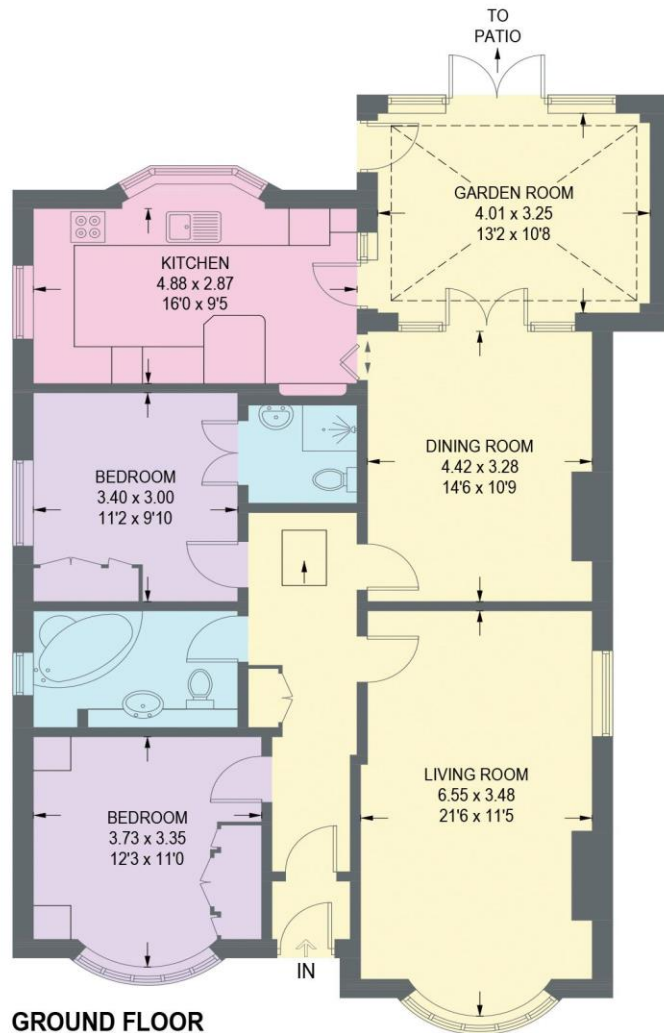 TO
PATIO
GARDEN ROOM
4.01 x 3.25
13'2 x 10'8
KITCHEN
4.88 x 2.87
16'0 x 9'5
DINING ROOM
4.42 x 3.28
14'6 x 10'9
BEDROOM
3.40 x 3.00
11'2 x 9'10
LIVING ROOM
6.55 x 3.48
21'6 x 11'5
BEDROOM
3.73 x 3.35
12'3 x 11'0
IN
GROUND FLOOR